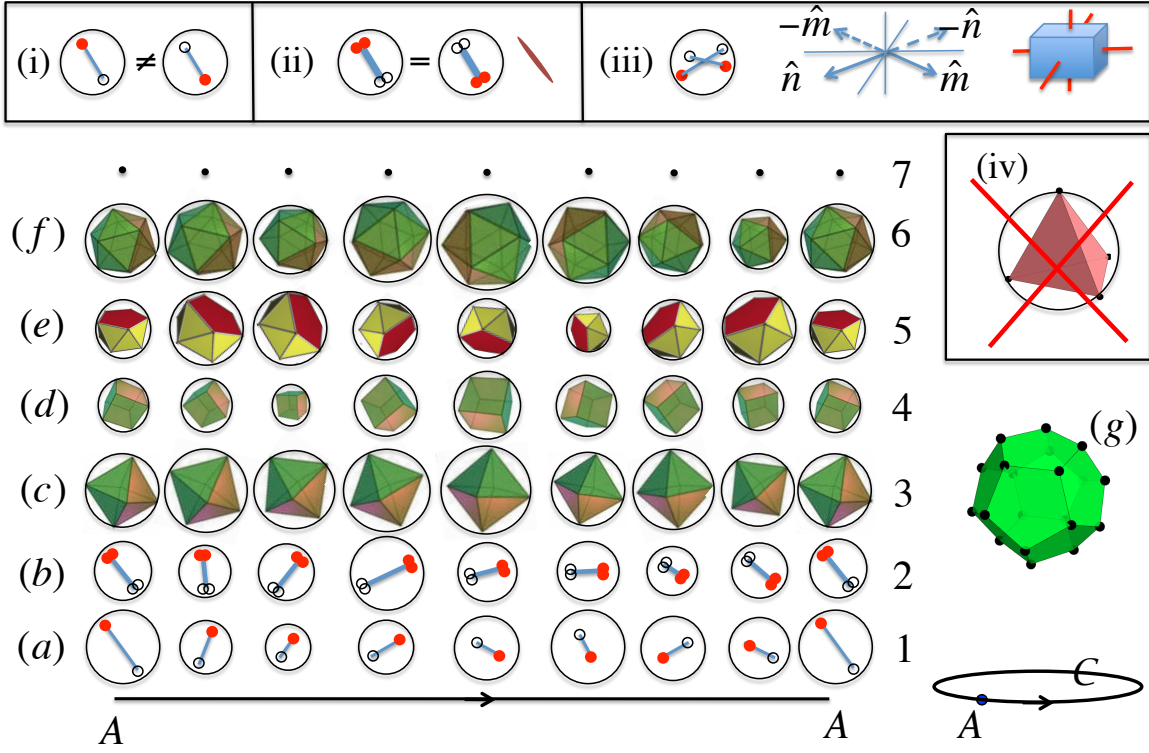 (i) ≠ (ii) = (iii) −m̂ −n̂ n̂ m̂
7 (iv)
(f) 6
(e) 5
(d) 4
(g)
(c) 3
(b) 2
(a) 1
C
A A A